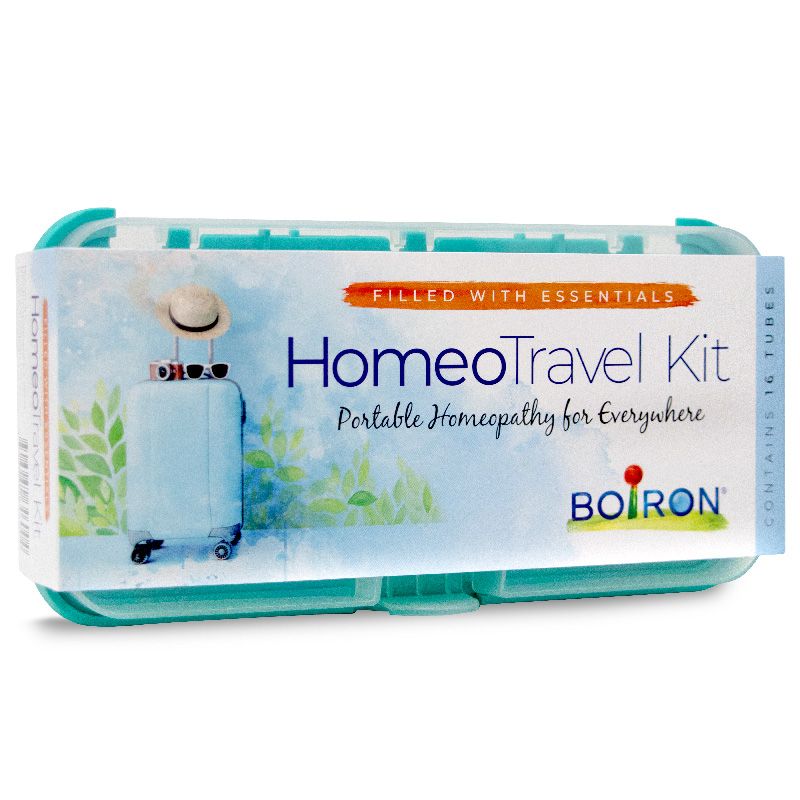 FILLED WITH ESSENTIALS
HomeoTravel Kit
Portable Homeopathy for Everywhere
BOIRON®
CONTAINS 16 TUBES
HomeoTravel Kit